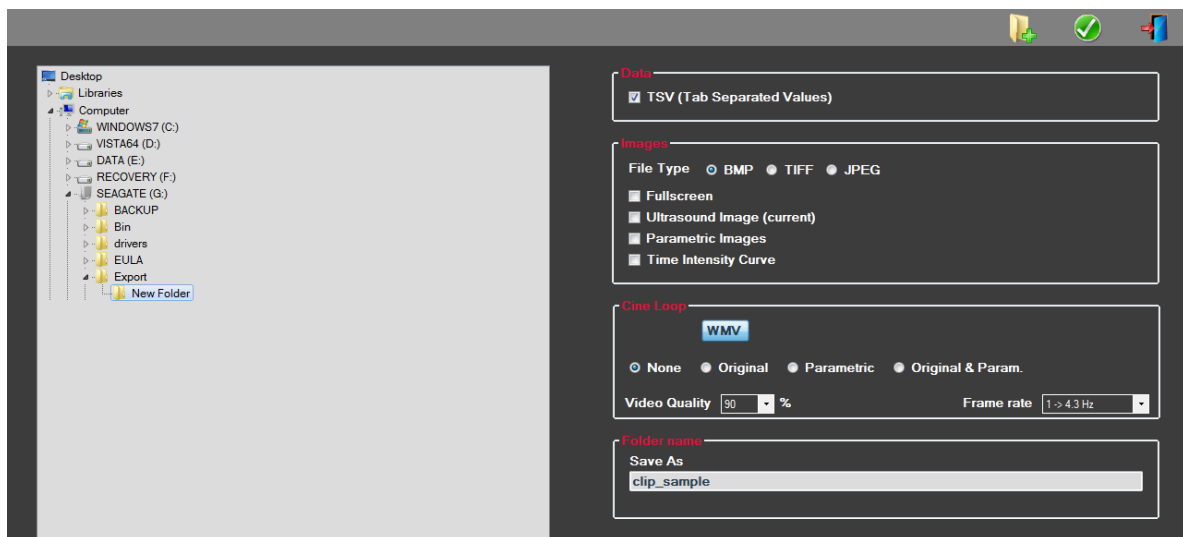 Desktop
Libraries
Computer
WINDOWS7 (C:)
VISTA64 (D:)
DATA (E:)
RECOVERY (F:)
SEAGATE (G:)
BACKUP
Bin
drivers
EULA
Export
New Folder
Data
TSV (Tab Separated Values)
Images
File Type BMP TIFF JPEG
Fullscreen
Ultrasound Image (current)
Parametric Images
Time Intensity Curve
Cine Loop
WMV
None Original Parametric Original & Param.
Video Quality 90 % Frame rate 1 -> 4.3 Hz
Folder name
Save As
clip_sample